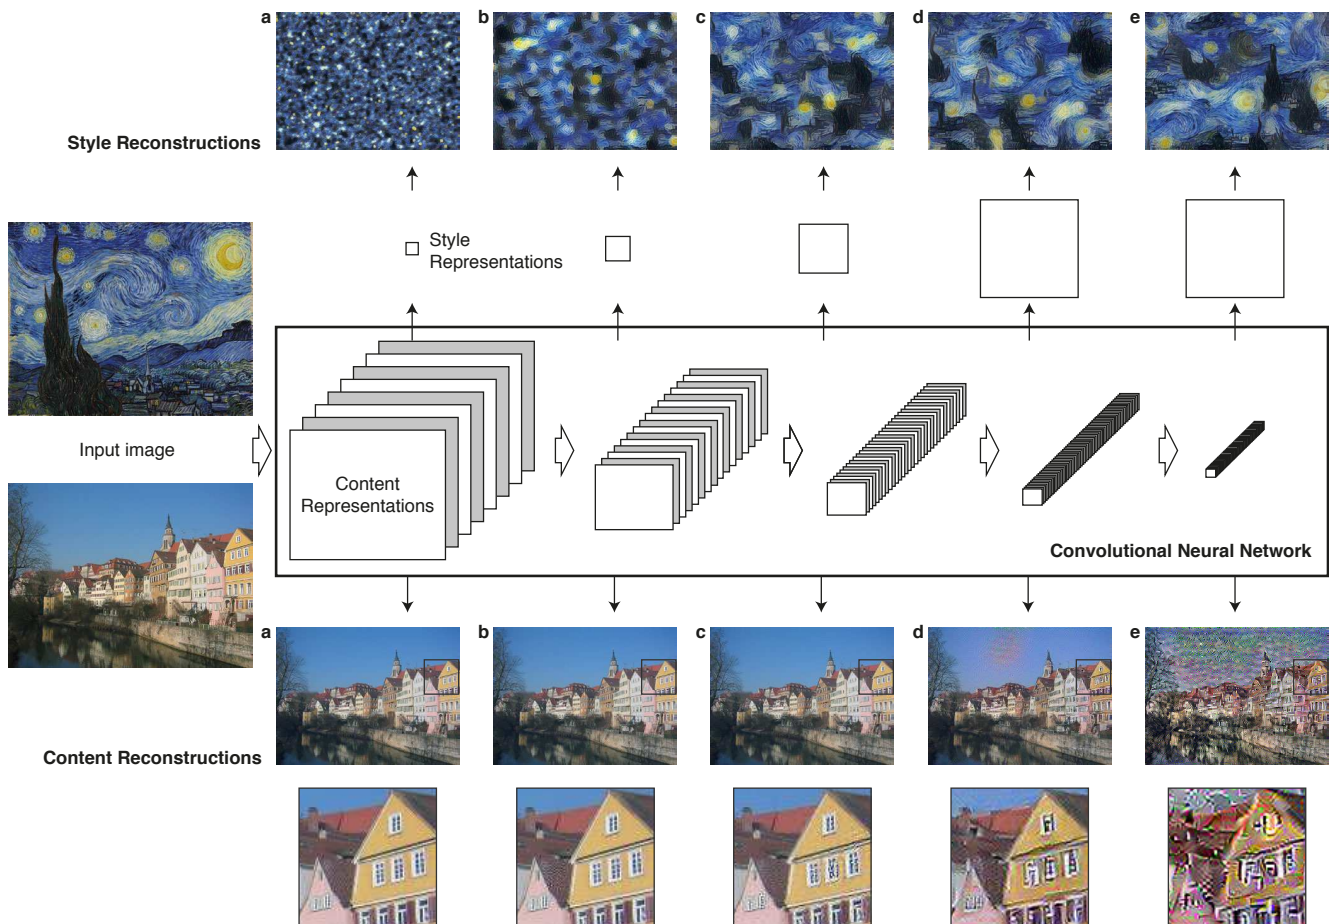 a
b
c
d
e
Style Reconstructions
Style
Representations
Input image
Content
Representations
Convolutional Neural Network
a
b
c
d
e
Content Reconstructions